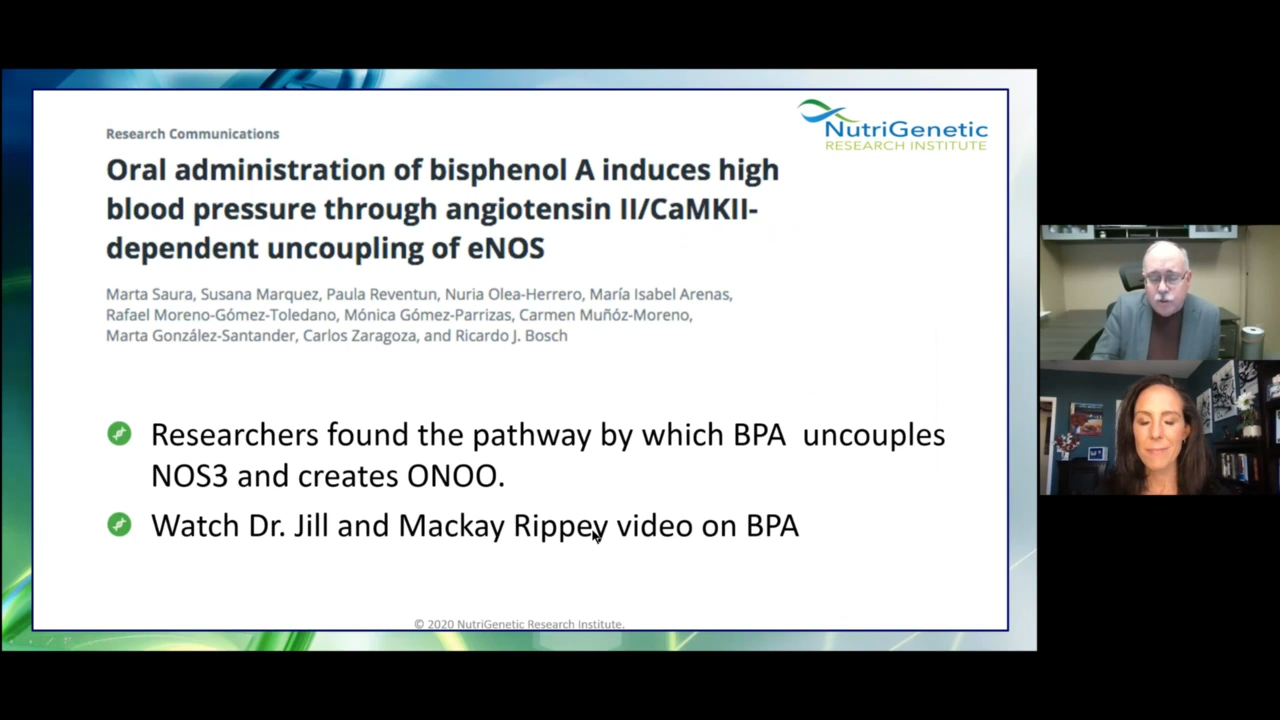 NutriGenetic
RESEARCH INSTITUTE
Research Communications
Oral administration of bisphenol A induces high
blood pressure through angiotensin II/CaMKII-
dependent uncoupling of eNOS
Marta Saura, Susana Marquez, Paula Reventun, Nuria Olea-Herrero, María Isabel Arenas,
Rafael Moreno-Gómez-Toledano, Mónica Gómez-Parrizas, Carmen Muñóz-Moreno,
Marta González-Santander, Carlos Zaragoza, and Ricardo J. Bosch
Researchers found the pathway by which BPA uncouples
NOS3 and creates ONOO.
Watch Dr. Jill and Mackay Rippey video on BPA
© 2020 NutriGenetic Research Institute.